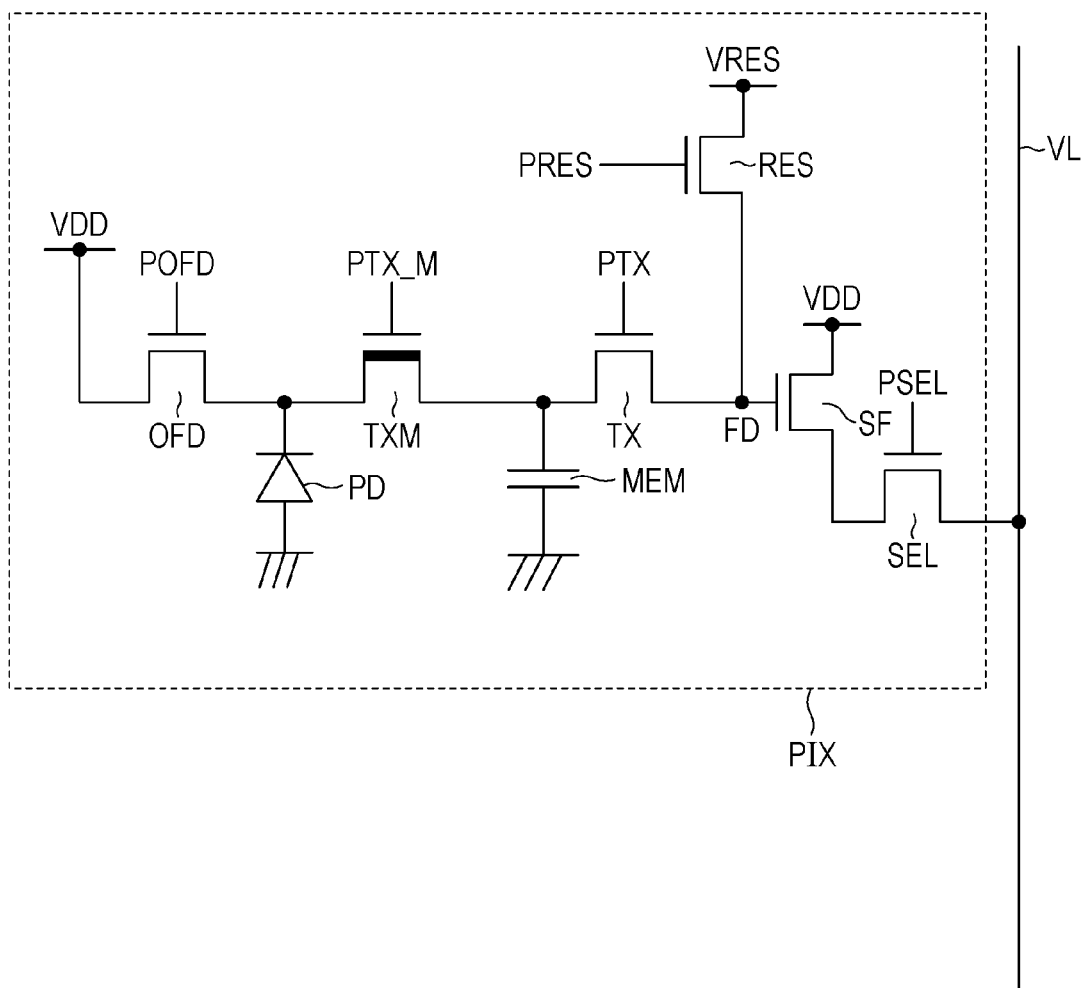 VRES
PRES
RES
VL
VDD
POFD
PTX_M
PTX
VDD
PSEL
OFD
TXM
TX
FD
SF
PD
MEM
SEL
PIX